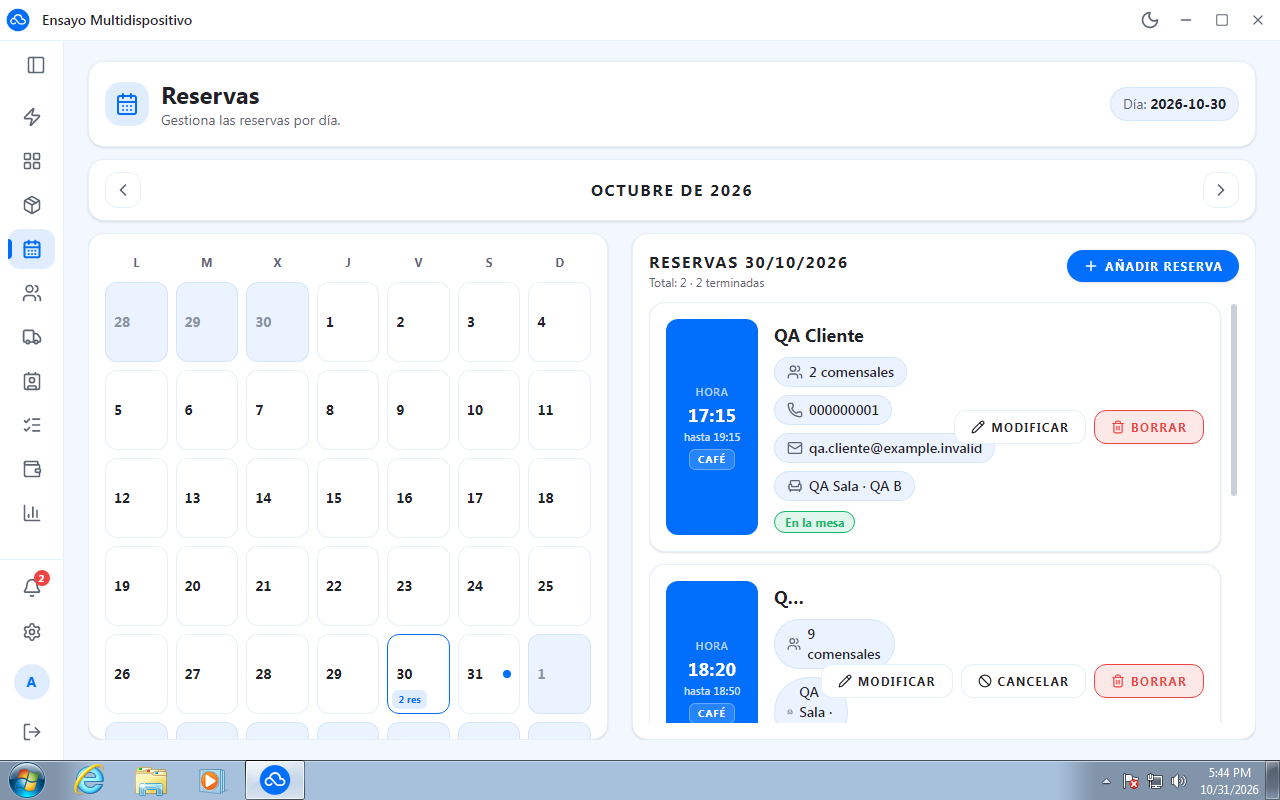 Ensayo Multidispositivo
Reservas
Gestiona las reservas por día.
Día: 2026-10-30
OCTUBRE DE 2026
L M X J V S D
28 29 30 1 2 3 4
5 6 7 8 9 10 11
12 13 14 15 16 17 18
19 20 21 22 23 24 25
26 27 28 29 30 31 1
2 res
RESERVAS 30/10/2026
Total: 2 · 2 terminadas
AÑADIR RESERVA
HORA
17:15
hasta 19:15
CAFÉ
QA Cliente
2 comensales
000000001
qa.cliente@example.invalid
QA Sala · QA B
En la mesa
MODIFICAR
BORRAR
HORA
18:20
hasta 18:50
CAFÉ
Q...
9
comensales
QA
Sala ·
MODIFICAR
CANCELAR
BORRAR
2
A
5:44 PM
10/31/2026